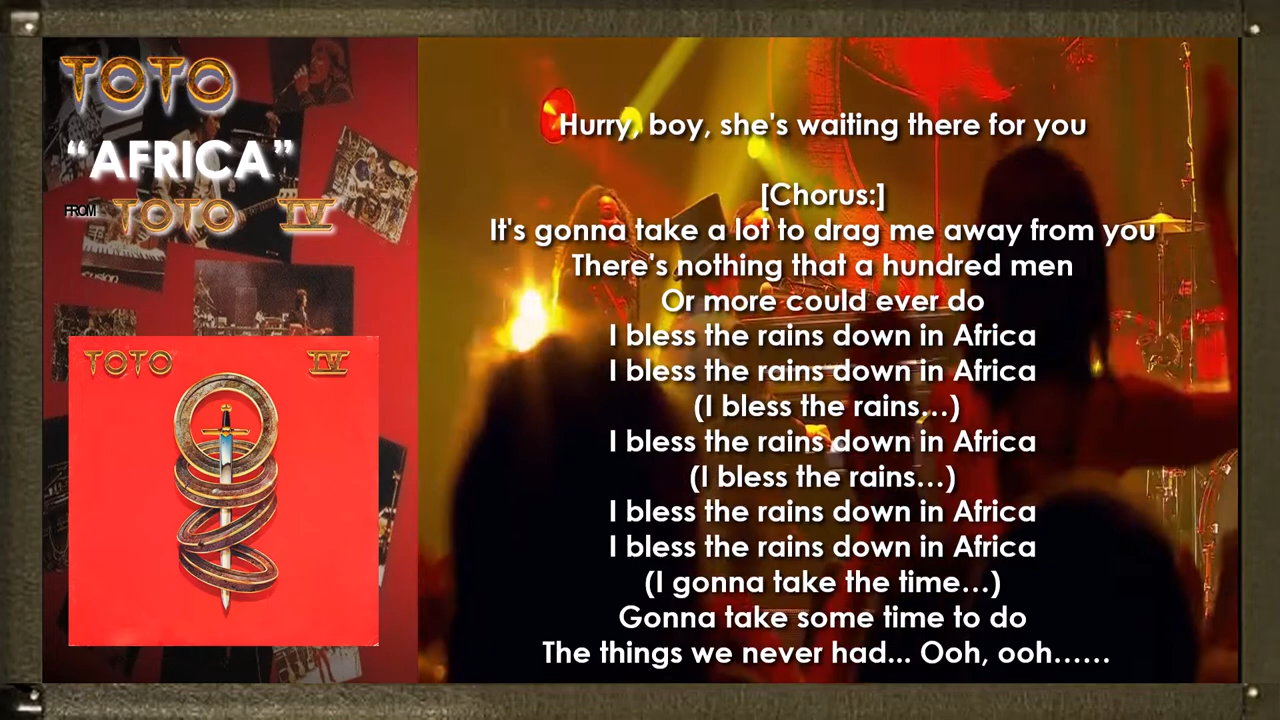 TOTO
“AFRICA”
FROM TOTO IV
TOTO IV
Hurry, boy, she's waiting there for you
[Chorus:]
It's gonna take a lot to drag me away from you
There's nothing that a hundred men
Or more could ever do
I bless the rains down in Africa
I bless the rains down in Africa
(I bless the rains...)
I bless the rains down in Africa
(I bless the rains...)
I bless the rains down in Africa
I bless the rains down in Africa
(I gonna take the time...)
Gonna take some time to do
The things we never had... Ooh, ooh......